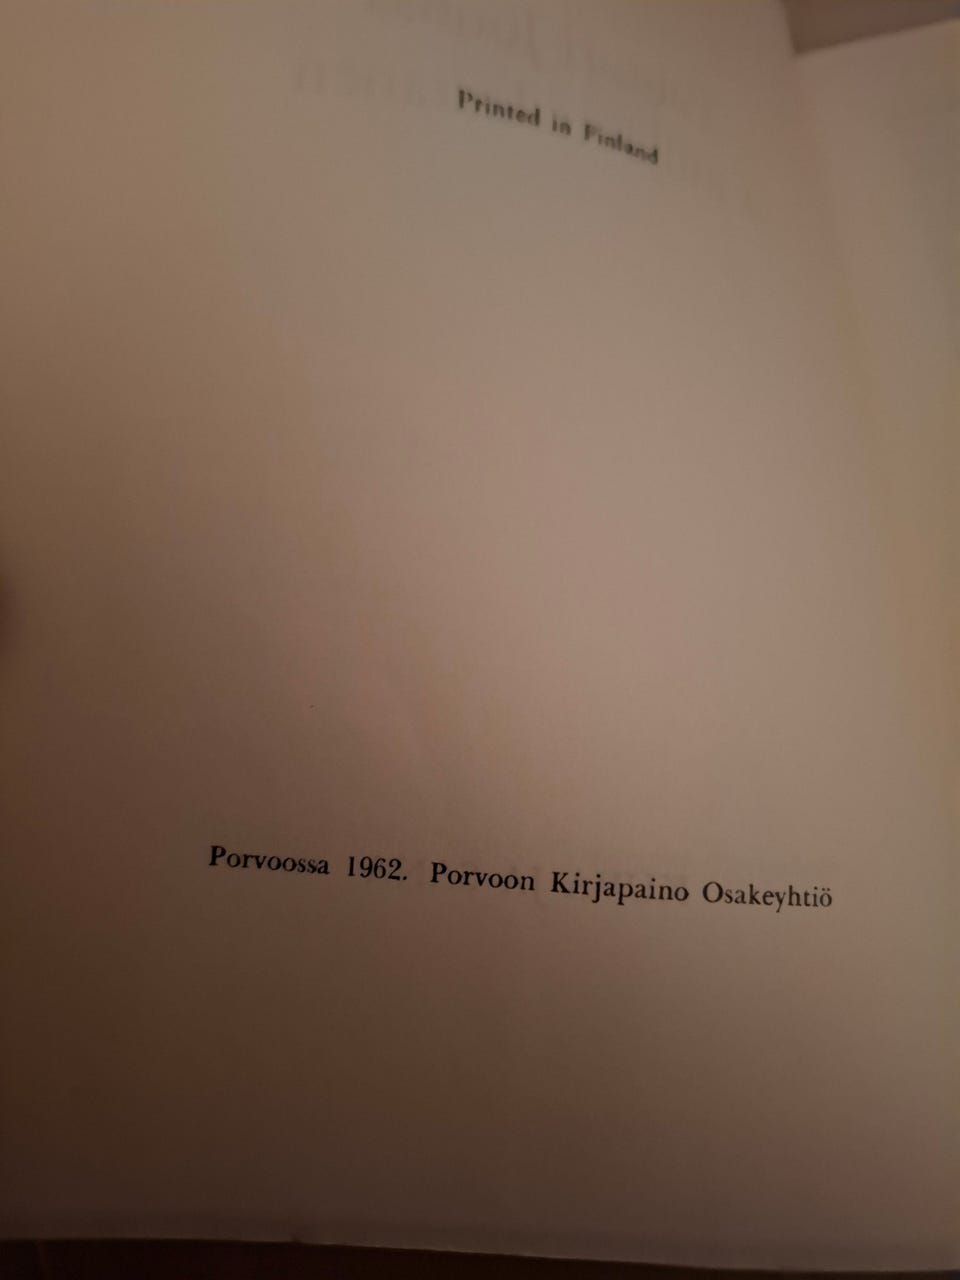 Printed in Finland
Porvoossa 1962. Porvoon Kirjapaino Osakeyhtiö